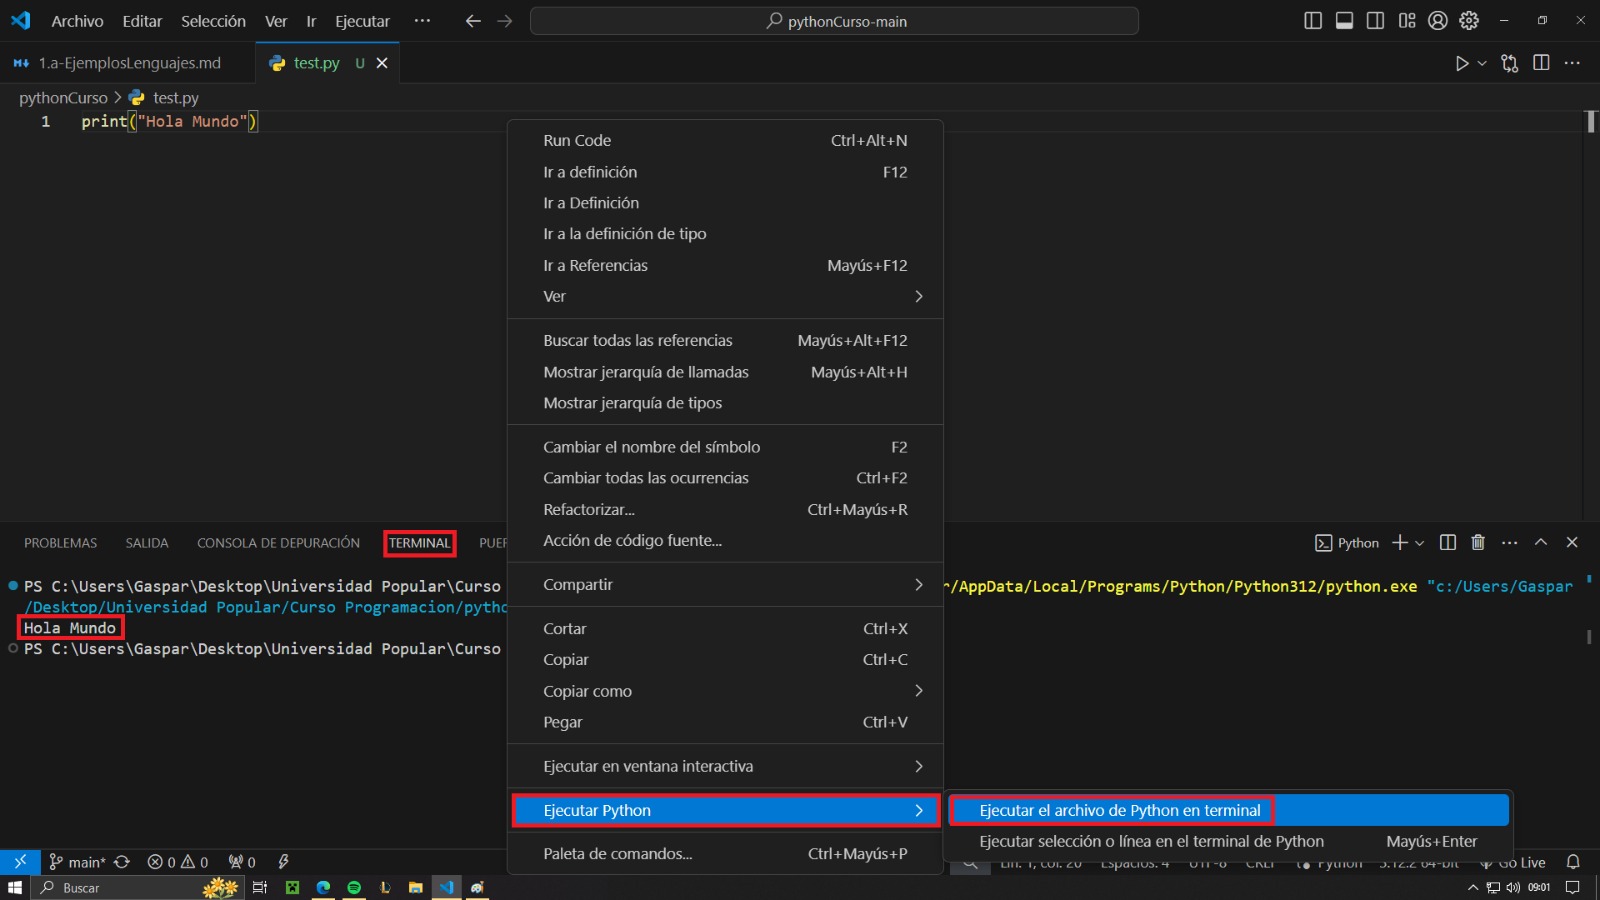 Archivo Editar Selección Ver Ir Ejecutar ··· pythonCurso-main
1.a-EjemplosLenguajes.md test.py U
pythonCurso > test.py
1 print("Hola Mundo")
Run Code Ctrl+Alt+N
Ir a definición F12
Ir a Definición
Ir a la definición de tipo
Ir a Referencias Mayús+F12
Ver
Buscar todas las referencias Mayús+Alt+F12
Mostrar jerarquía de llamadas Mayús+Alt+H
Mostrar jerarquía de tipos
Cambiar el nombre del símbolo F2
Cambiar todas las ocurrencias Ctrl+F2
Refactorizar... Ctrl+Mayús+R
Acción de código fuente...
Compartir
Cortar Ctrl+X
Copiar Ctrl+C
Copiar como
Pegar Ctrl+V
Ejecutar en ventana interactiva
Ejecutar Python
Paleta de comandos... Ctrl+Mayús+P
Ejecutar el archivo de Python en terminal
Ejecutar selección o línea en el terminal de Python Mayús+Enter
PROBLEMAS SALIDA CONSOLA DE DEPURACIÓN TERMINAL Python
PS C:\Users\Gaspar\Desktop\Universidad Popular\Curso r/AppData/Local/Programs/Python/Python312/python.exe "c:/Users/Gaspar
/Desktop/Universidad Popular/Curso Programacion/pytho
Hola Mundo
PS C:\Users\Gaspar\Desktop\Universidad Popular\Curso
main* 0 0 0 Lín. 1, col. 20 Espacios: 4 UTF-8 CRLF Python 3.12.2 64-bit Go Live
Buscar 09:01